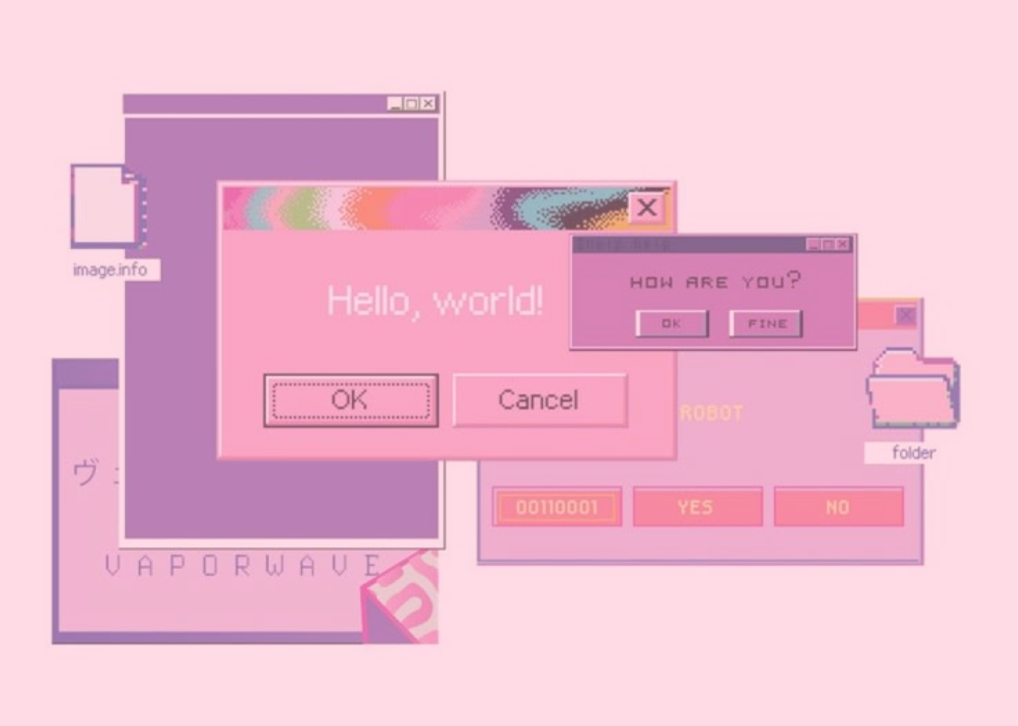 image.info
Hello, world!
OK
Cancel
HOW ARE YOU?
OK
FINE
ROBOT
00110001
YES
NO
folder
ヴ
VAPORWAVE